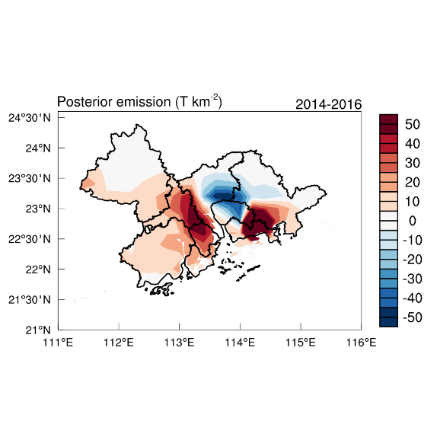 Posterior emission (T km⁻²) 2014-2016
24°30'N
24°N
23°30'N
23°N
22°30'N
22°N
21°30'N
21°N
111°E 112°E 113°E 114°E 115°E 116°E
50
40
30
20
10
0
-10
-20
-30
-40
-50